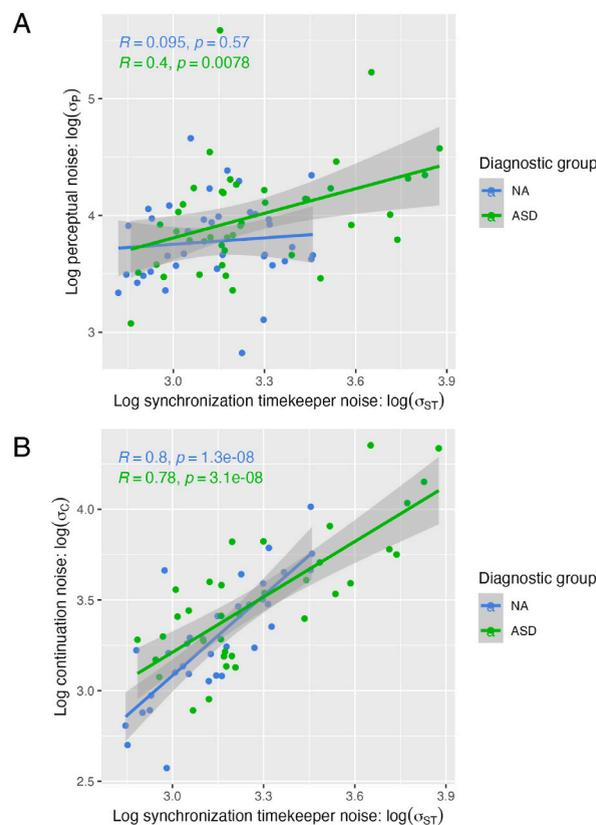 A
R = 0.095, p = 0.57
R = 0.4, p = 0.0078
5
4
3
Log perceptual noise: log(σP)
3.0 3.3 3.6 3.9
Log synchronization timekeeper noise: log(σST)
Diagnostic group
a NA
a ASD
B
R = 0.8, p = 1.3e-08
R = 0.78, p = 3.1e-08
4.0
3.5
3.0
2.5
Log continuation noise: log(σC)
3.0 3.3 3.6 3.9
Log synchronization timekeeper noise: log(σST)
Diagnostic group
a NA
a ASD